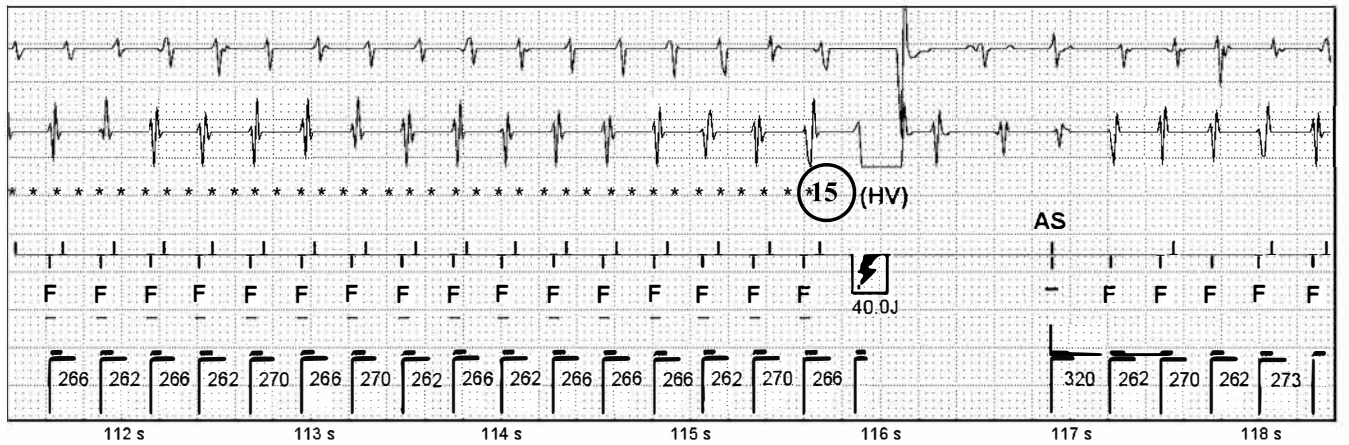 * * * * * * * * * * * * * * * * * * * * * * * * * * * * * * * * * * * * 15 (HV)
AS
F F F F F F F F F F F F F F F F F F F F F
40.0J
266 262 266 262 270 266 270 262 266 262 266 266 266 262 270 266 320 262 270 262 273
112 s 113 s 114 s 115 s 116 s 117 s 118 s